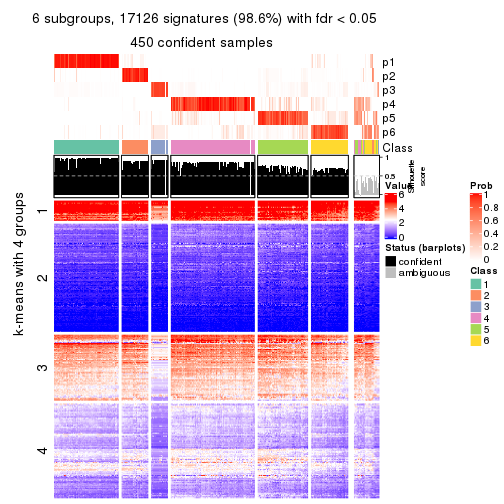 6 subgroups, 17126 signatures (98.6%) with fdr < 0.05
450 confident samples
p1
p2
p3
p4
p5
p6
Class
1
0.5
Silhouette
score
k-means with 4 groups
1
2
3
4
Value
6
4
2
0
Status (barplots)
confident
ambiguous
Prob
1
0.8
0.6
0.4
0.2
0
Class
1
2
3
4
5
6